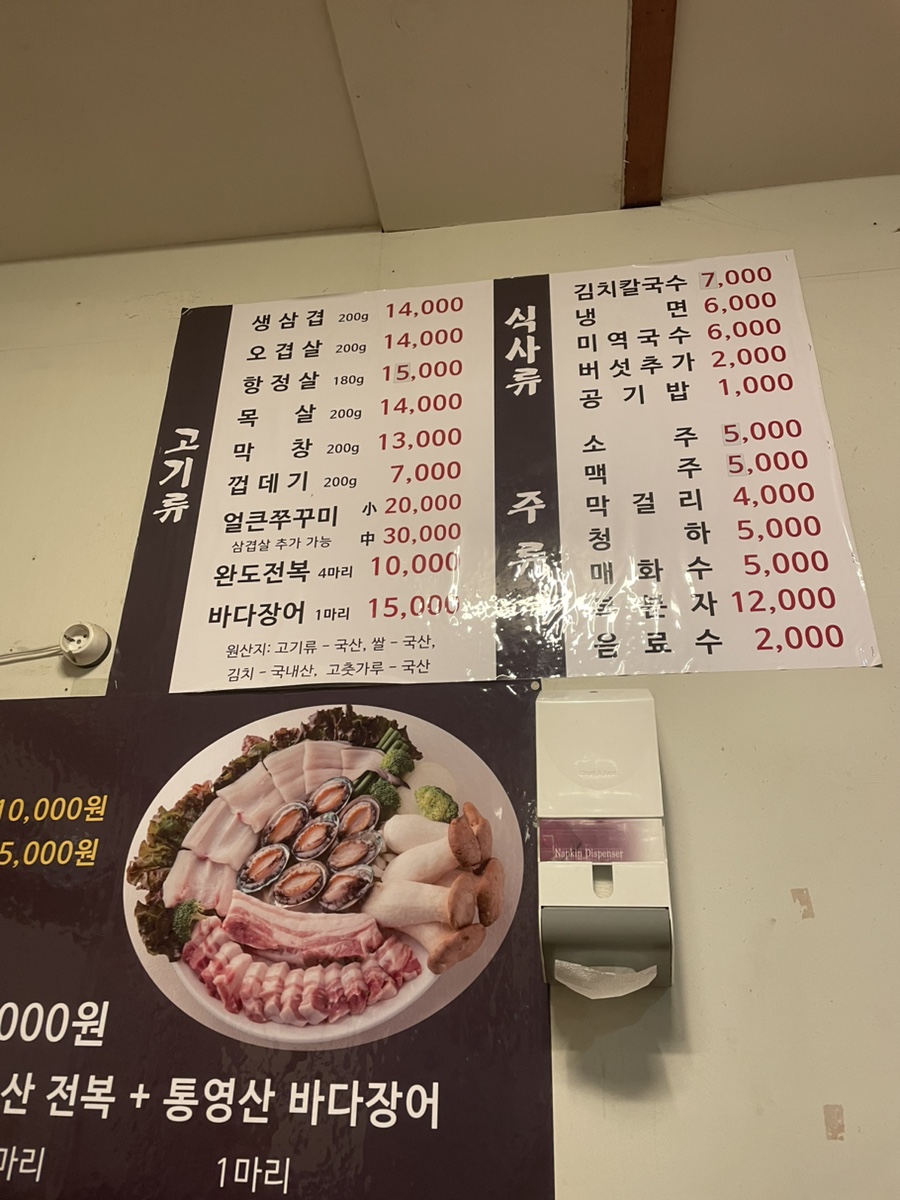 고기류
생삼겹 200g 14,000
오겹살 200g 14,000
항정살 180g 15,000
목 살 200g 14,000
막 창 200g 13,000
껍데기 200g 7,000
얼큰쭈꾸미 小 20,000
삼겹살 추가 가능 中 30,000
완도전복 4마리 10,000
바다장어 1마리 15,000
원산지: 고기류 – 국산, 쌀 – 국산,
김치 – 국내산, 고춧가루 – 국산
식사류
김치칼국수 7,000
냉 면 6,000
미역국수 6,000
버섯추가 2,000
공 기 밥 1,000
주류
소 주 5,000
맥 주 5,000
막 걸 리 4,000
청 하 5,000
매 화 수 5,000
분 자 12,000
음 료 수 2,000
10,000원
5,000원
000원
산 전복 + 통영산 바다장어
마리 1마리
Napkin Dispenser